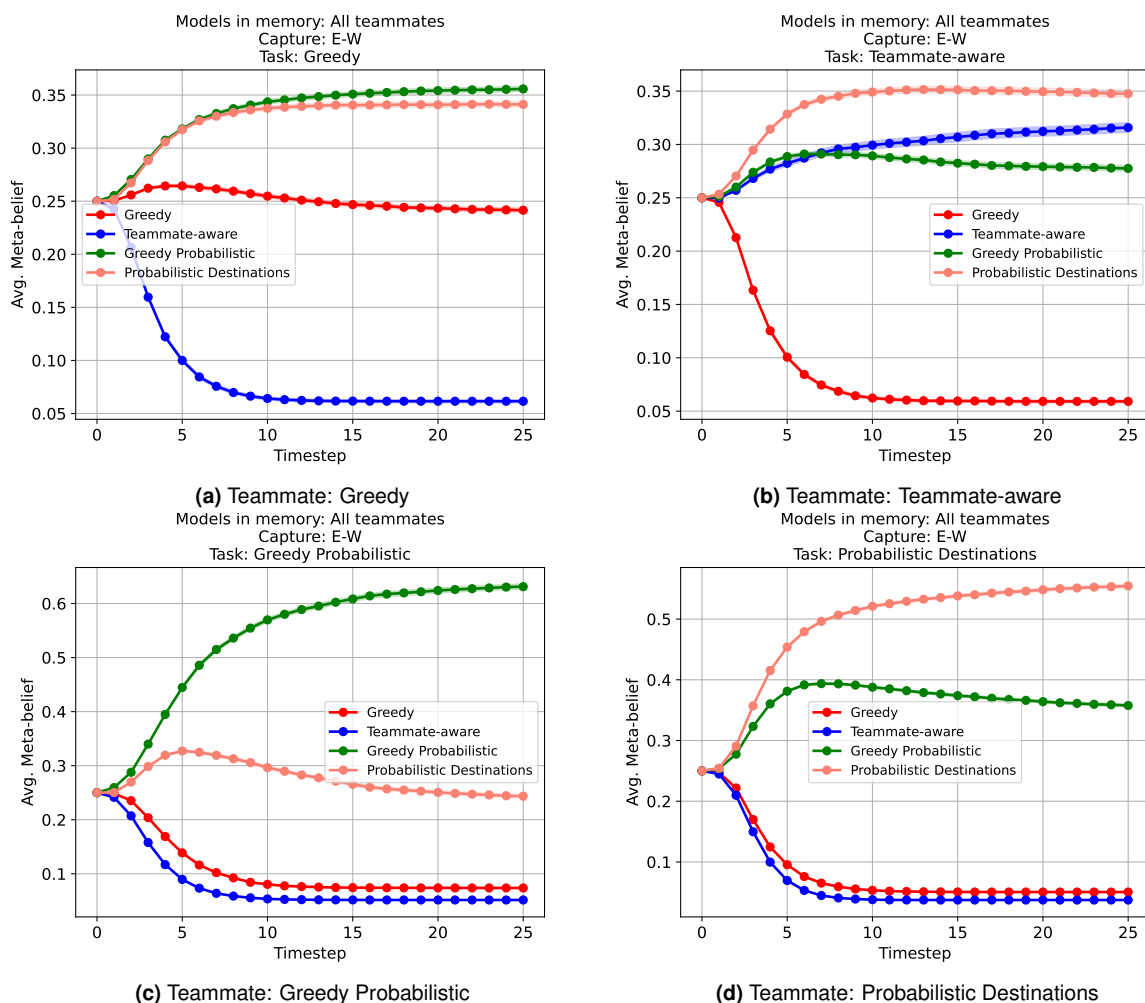 Models in memory: All teammates
Capture: E-W
Task: Greedy
Avg. Meta-belief
0.35
0.30
0.25
0.20
0.15
0.10
0.05
Greedy
Teammate-aware
Greedy Probabilistic
Probabilistic Destinations
0 5 10 15 20 25
Timestep
(a) Teammate: Greedy
Models in memory: All teammates
Capture: E-W
Task: Teammate-aware
Avg. Meta-belief
0.35
0.30
0.25
0.20
0.15
0.10
0.05
Greedy
Teammate-aware
Greedy Probabilistic
Probabilistic Destinations
0 5 10 15 20 25
Timestep
(b) Teammate: Teammate-aware
Models in memory: All teammates
Capture: E-W
Task: Greedy Probabilistic
Avg. Meta-belief
0.6
0.5
0.4
0.3
0.2
0.1
Greedy
Teammate-aware
Greedy Probabilistic
Probabilistic Destinations
0 5 10 15 20 25
Timestep
(c) Teammate: Greedy Probabilistic
Models in memory: All teammates
Capture: E-W
Task: Probabilistic Destinations
Avg. Meta-belief
0.5
0.4
0.3
0.2
0.1
Greedy
Teammate-aware
Greedy Probabilistic
Probabilistic Destinations
0 5 10 15 20 25
Timestep
(d) Teammate: Probabilistic Destinations